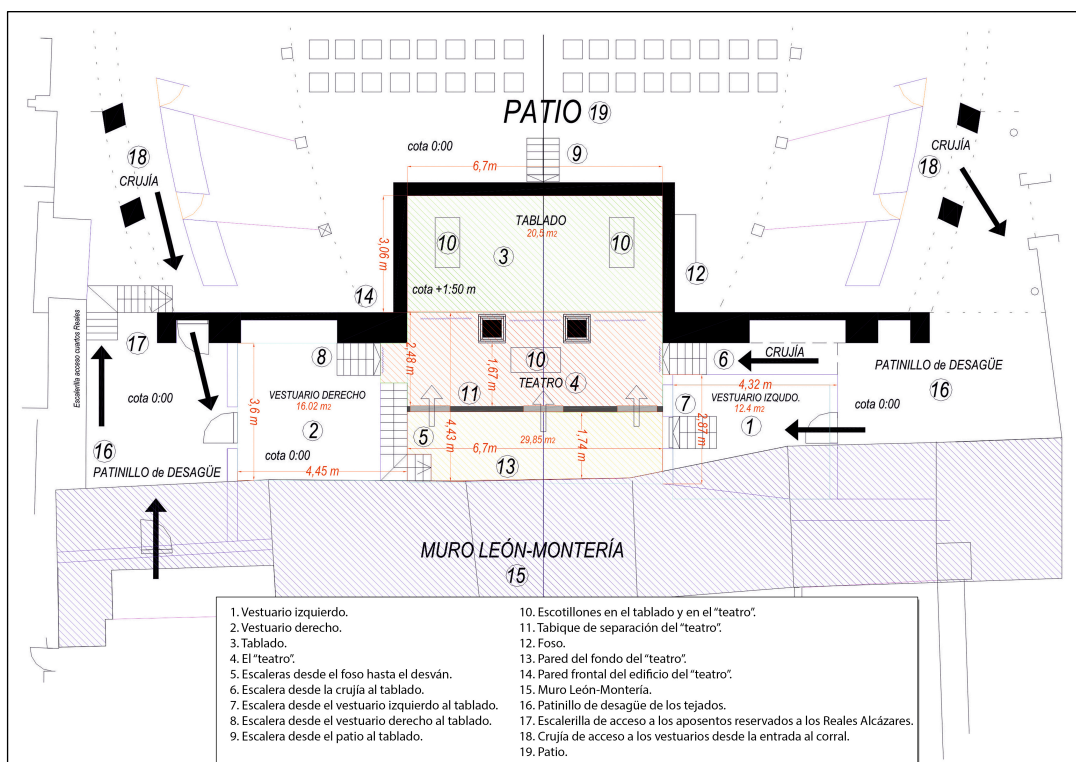 PATIO 19
cota 0:00
9
6,7m
18
CRUJÍA
CRUJÍA
18
TABLADO
20,5 m2
10
10
3
3,06 m
12
cota +1:50 m
14
Escalerilla acceso cuartos Reales
17
8
2,48 m
1,67 m
10
TEATRO 4
11
6
CRUJÍA
PATINILLO de DESAGÜE
16
4,32 m
VESTUARIO DERECHO
16.02 m2
VESTUARIO IZQUDO.
12.4 m2
cota 0:00
cota 0:00
3,6 m
2
5
4,43 m
29,85 m2
1,74 m
7
2,87 m
1
16
PATINILLO de DESAGÜE
cota 0:00
4,45 m
6,7 m
13
MURO LEÓN-MONTERÍA
15
1. Vestuario izquierdo.
2. Vestuario derecho.
3. Tablado.
4. El "teatro".
5. Escaleras desde el foso hasta el desván.
6. Escalera desde la crujía al tablado.
7. Escalera desde el vestuario izquierdo al tablado.
8. Escalera desde el vestuario derecho al tablado.
9. Escalera desde el patio al tablado.
10. Escotillones en el tablado y en el "teatro".
11. Tabique de separación del "teatro".
12. Foso.
13. Pared del fondo del "teatro".
14. Pared frontal del edificio del "teatro".
15. Muro León-Montería.
16. Patinillo de desagüe de los tejados.
17. Escalerilla de acceso a los aposentos reservados a los Reales Alcázares.
18. Crujía de acceso a los vestuarios desde la entrada al corral.
19. Patio.